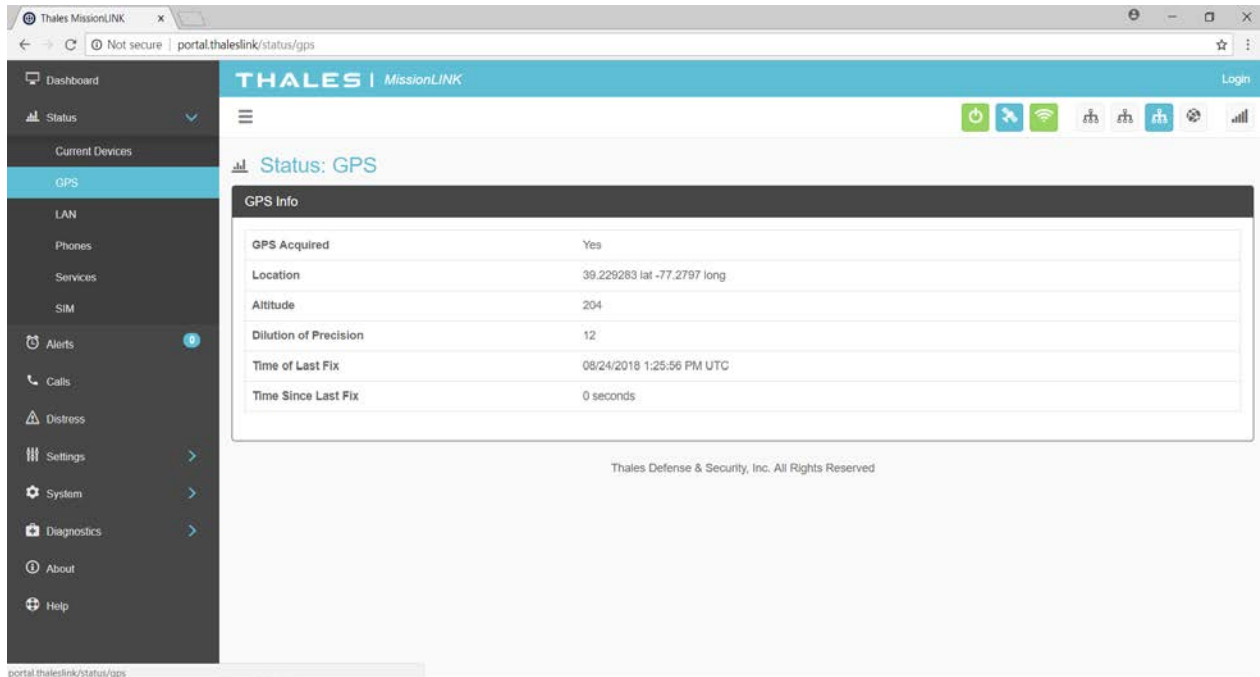 Thales MissionLINK
Not secure | portal.thaleslink/status/gps
Dashboard
THALES | MissionLINK
Login
Status
Current Devices
GPS
LAN
Phones
Services
SIM
Alerts 0
Calls
Distress
Settings
System
Diagnostics
About
Help
Status: GPS
GPS Info
GPS Acquired Yes
Location 39.229283 lat -77.2797 long
Altitude 204
Dilution of Precision 12
Time of Last Fix 08/24/2018 1:25:56 PM UTC
Time Since Last Fix 0 seconds
Thales Defense & Security, Inc. All Rights Reserved
portal.thaleslink/status/gps